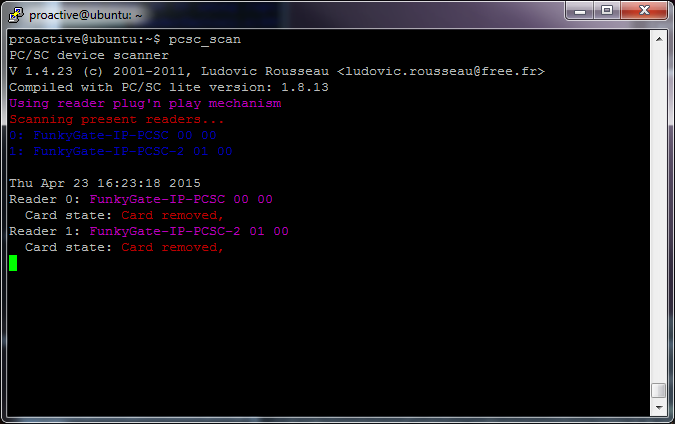 proactive@ubuntu: ~
proactive@ubuntu:~$ pcsc_scan
PC/SC device scanner
V 1.4.23 (c) 2001-2011, Ludovic Rousseau <ludovic.rousseau@free.fr>
Compiled with PC/SC lite version: 1.8.13
Using reader plug'n play mechanism
Scanning present readers...
0: FunkyGate-IP-PCSC 00 00
1: FunkyGate-IP-PCSC-2 01 00
Thu Apr 23 16:23:18 2015
Reader 0: FunkyGate-IP-PCSC 00 00
Card state: Card removed,
Reader 1: FunkyGate-IP-PCSC-2 01 00
Card state: Card removed,